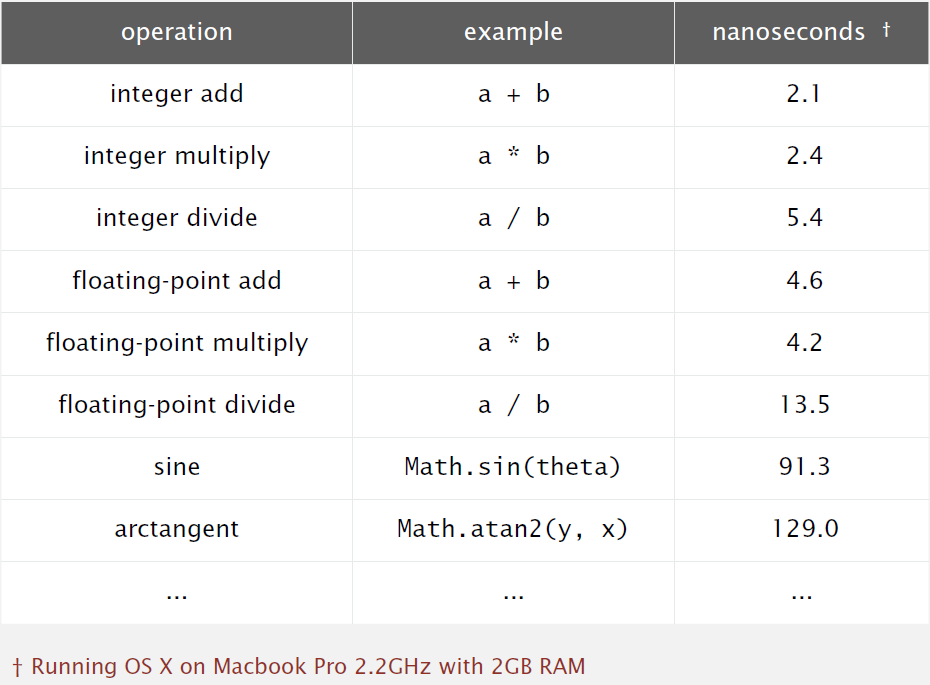 operation example nanoseconds †
integer add a + b 2.1
integer multiply a * b 2.4
integer divide a / b 5.4
floating-point add a + b 4.6
floating-point multiply a * b 4.2
floating-point divide a / b 13.5
sine Math.sin(theta) 91.3
arctangent Math.atan2(y, x) 129.0
... ... ...
† Running OS X on Macbook Pro 2.2GHz with 2GB RAM